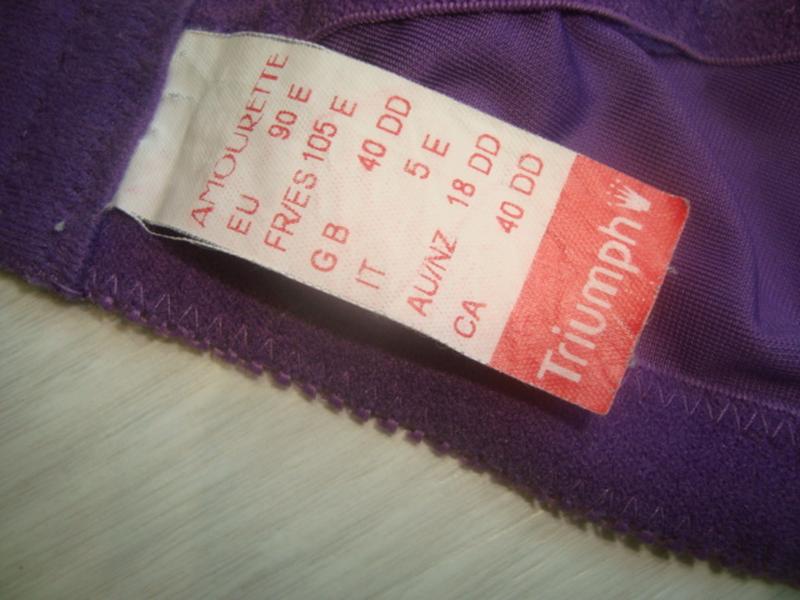 AMOURETTE
EU 90 E
FR/ES 105 E
GB 40 DD
IT 5 E
AU/NZ 18 DD
CA 40 DD
Triumph